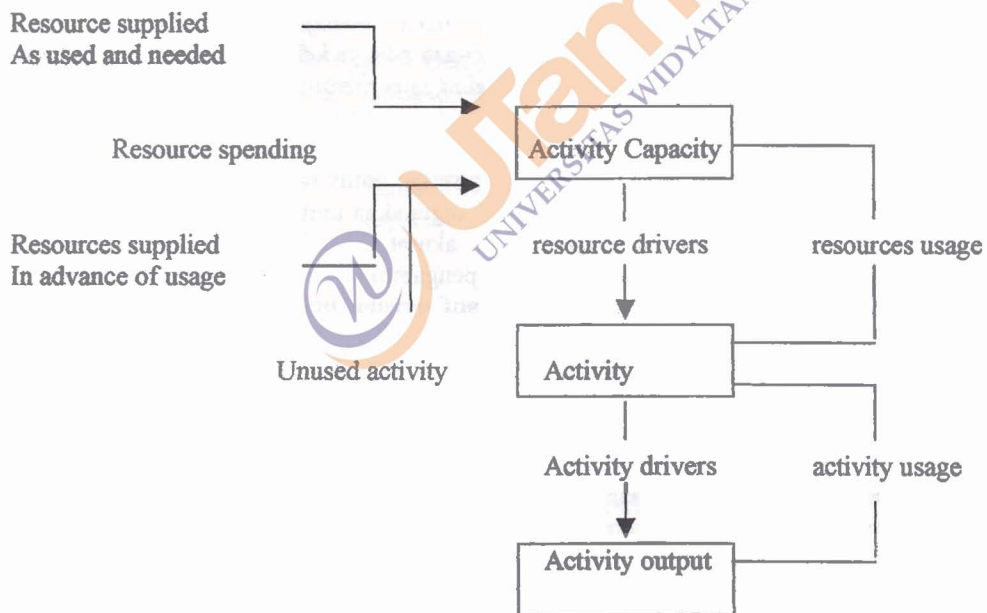 Resource supplied
As used and needed
Resource spending
Activity Capacity
resource drivers
resources usage
Resources supplied
In advance of usage
Unused activity
Activity
Activity drivers
activity usage
Activity output
Utama
UNIVERSITAS WIDYATAMA